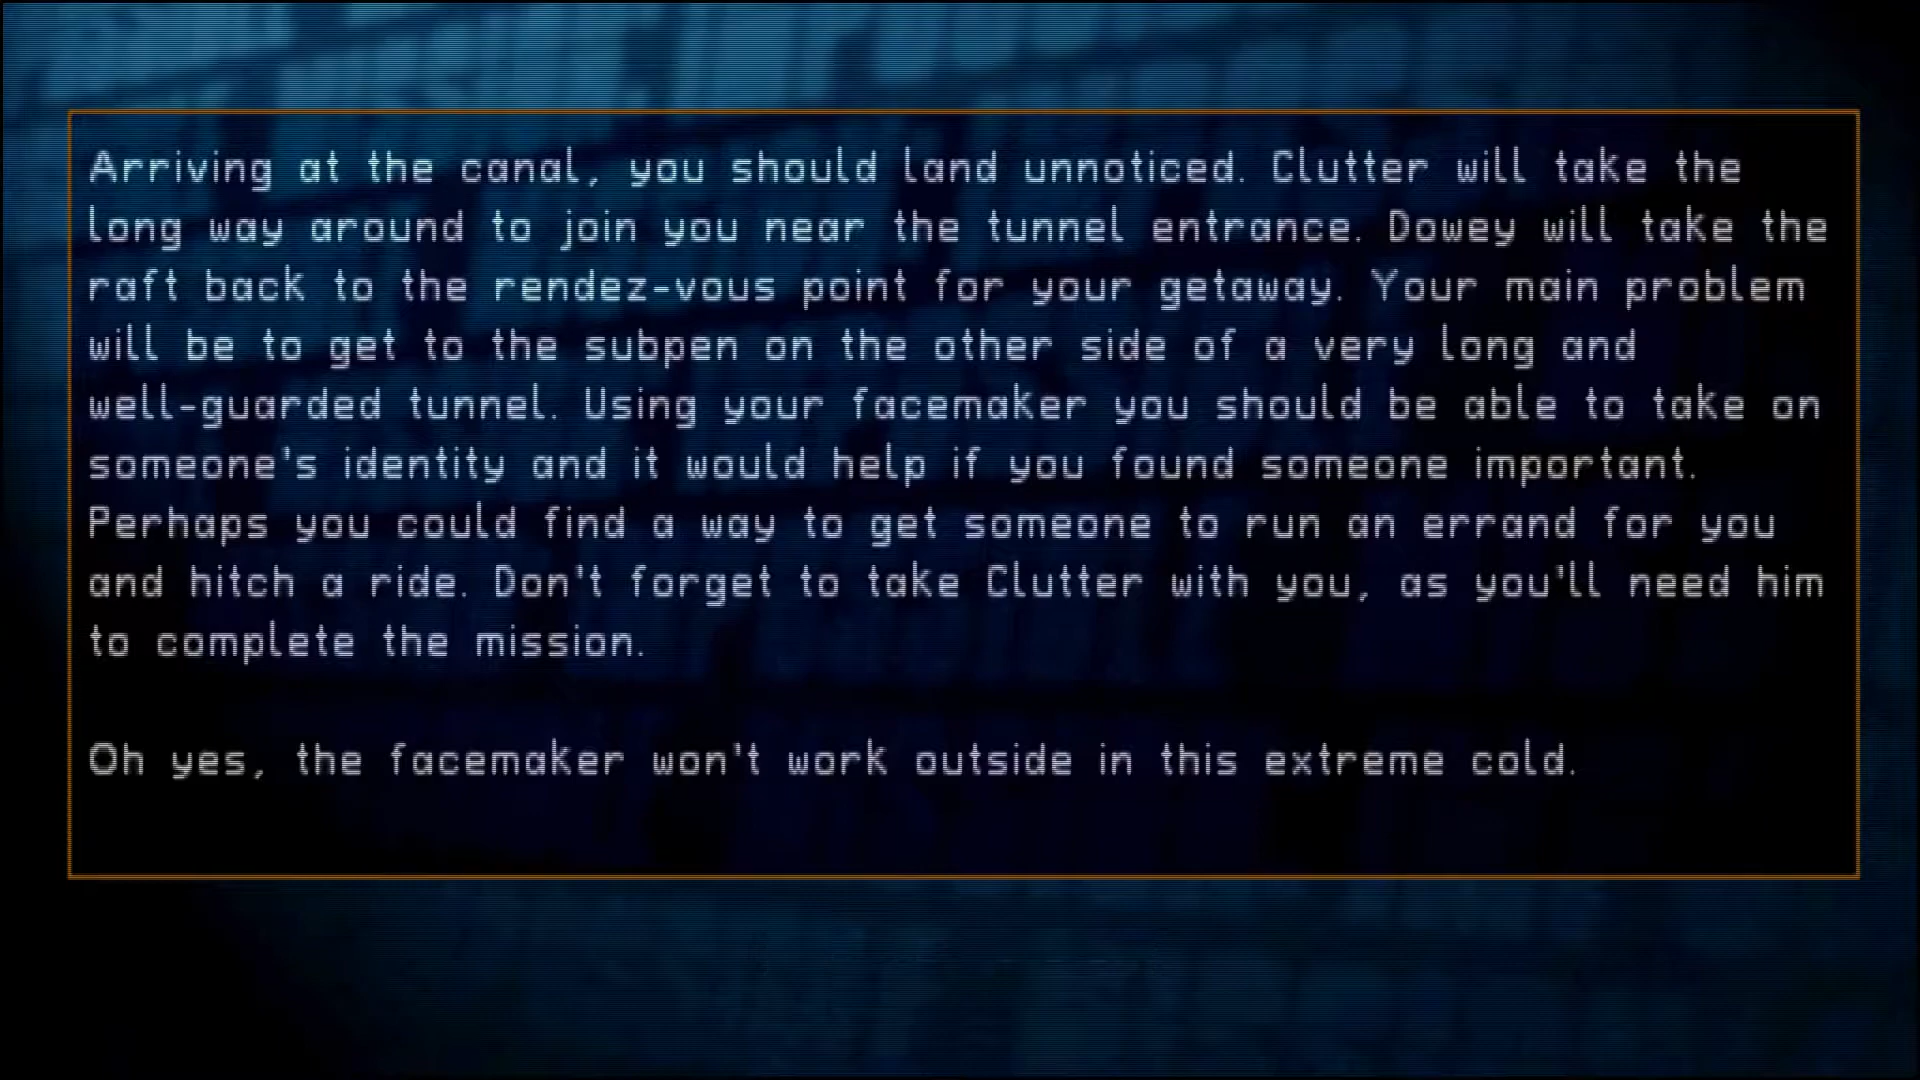 Arriving at the canal, you should land unnoticed. Clutter will take the
long way around to join you near the tunnel entrance. Dowey will take the
raft back to the rendez-vous point for your getaway. Your main problem
will be to get to the subpen on the other side of a very long and
well-guarded tunnel. Using your facemaker you should be able to take on
someone's identity and it would help if you found someone important.
Perhaps you could find a way to get someone to run an errand for you
and hitch a ride. Don't forget to take Clutter with you, as you'll need him
to complete the mission.
Oh yes, the facemaker won't work outside in this extreme cold.